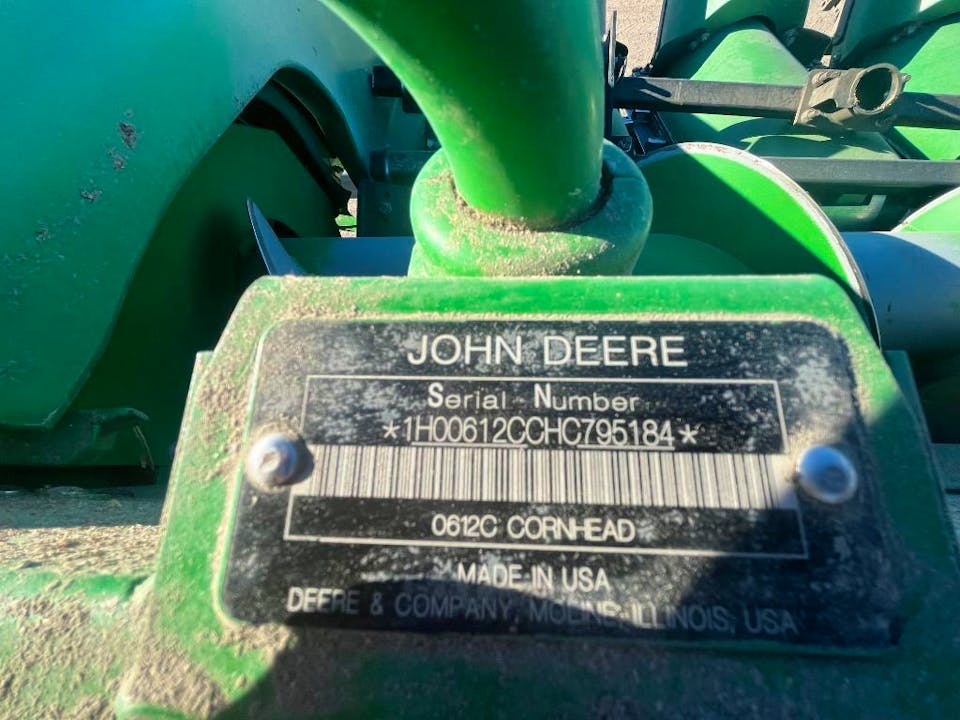 JOHN DEERE
Serial Number
*1H00612CCHC795184*
0612C CORNHEAD
MADE IN USA
DEERE & COMPANY, MOLINE, ILLINOIS, USA